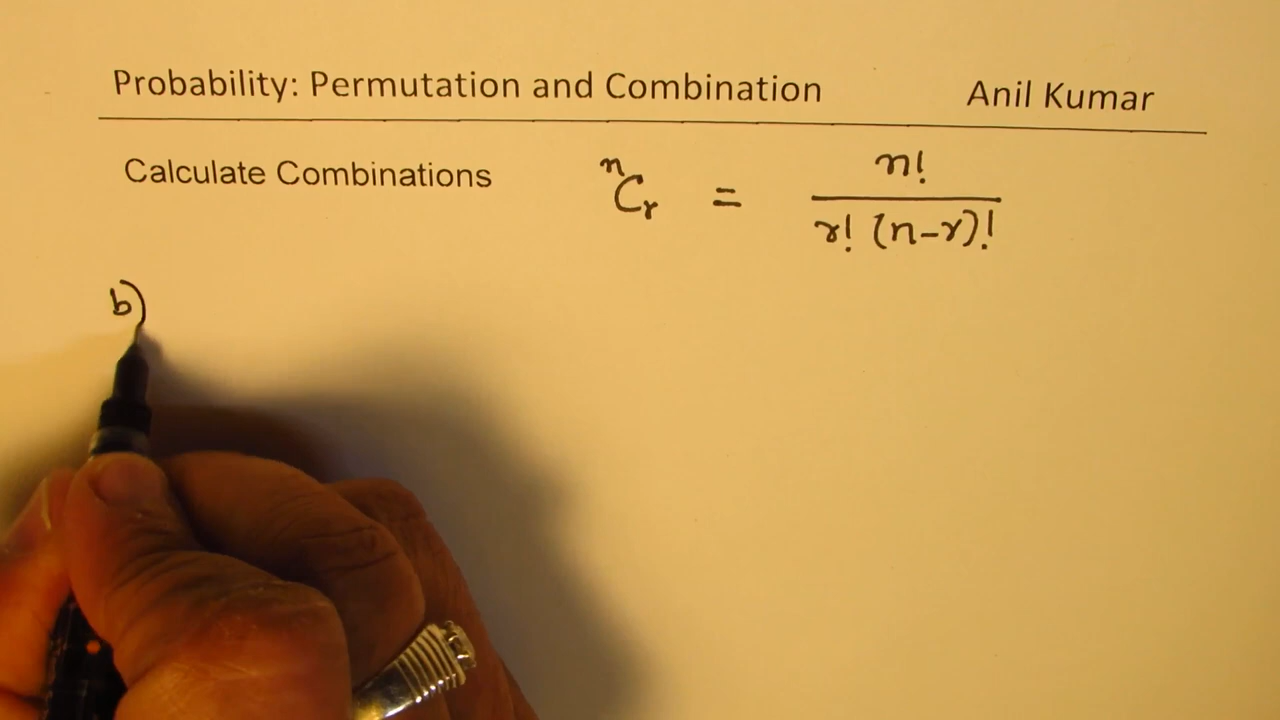 Probability: Permutation and Combination Anil Kumar
Calculate Combinations ⁿCᵣ = n! / r! (n-r)!
b)